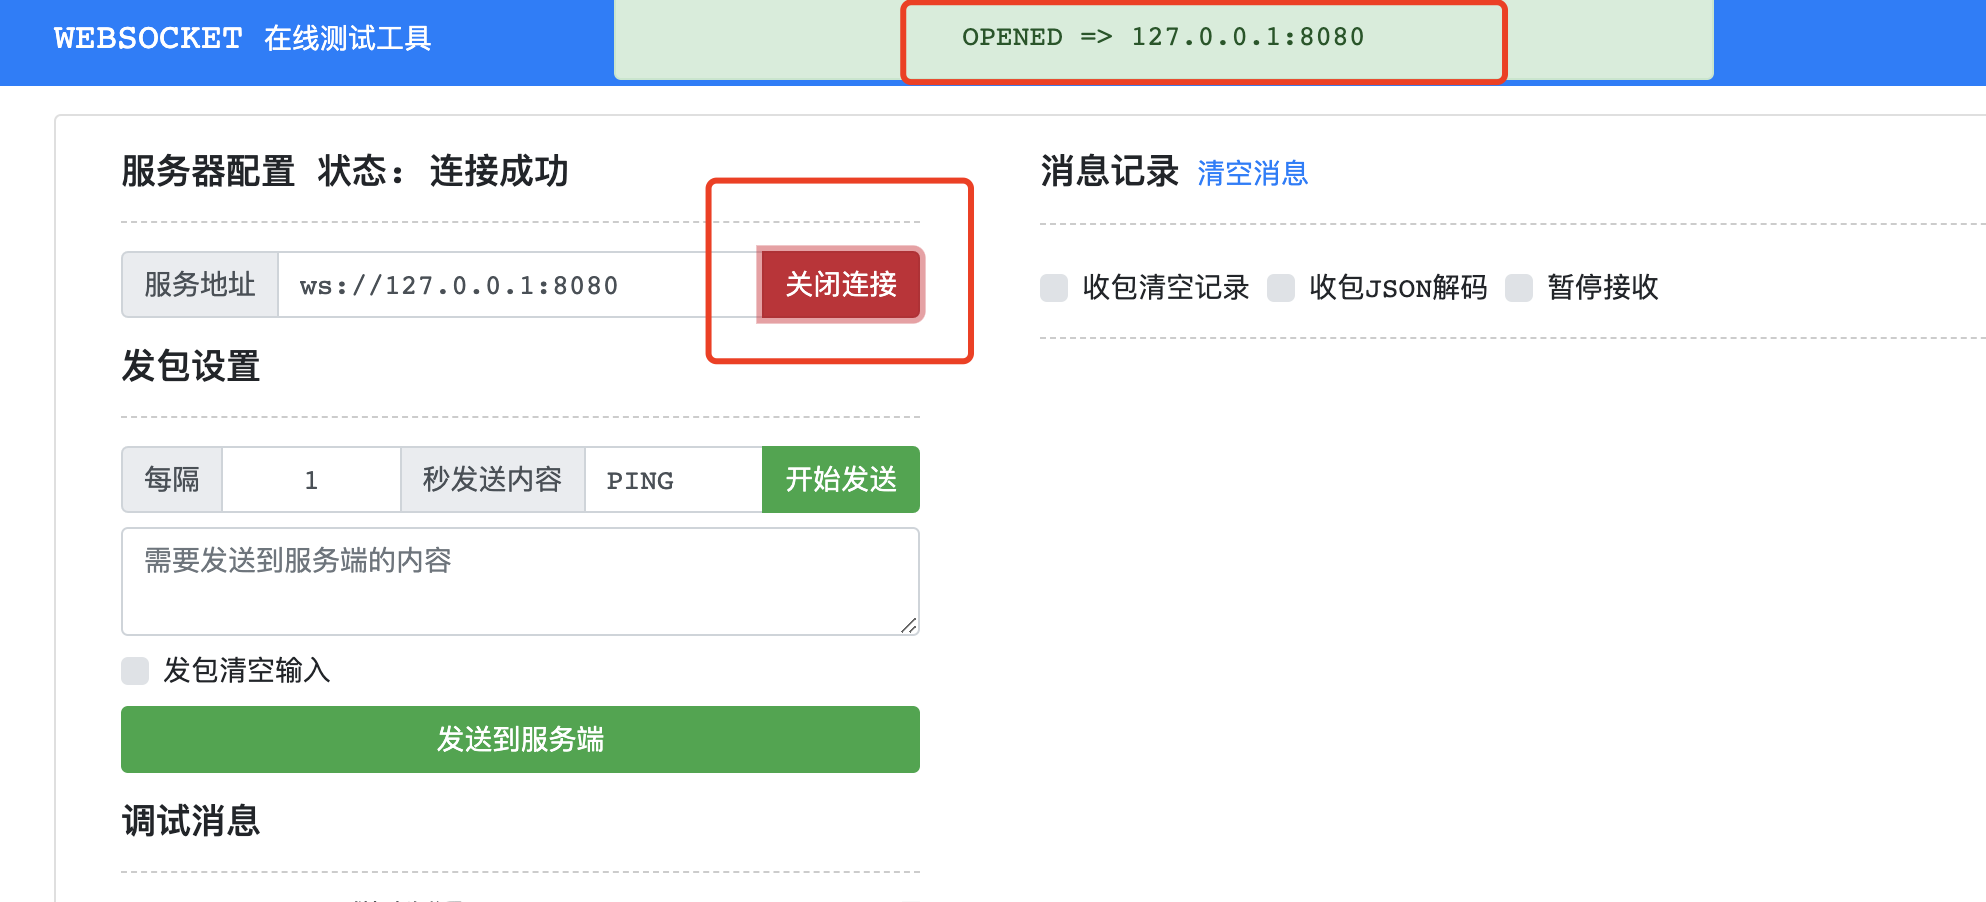 WEBSOCKET 在线测试工具
OPENED => 127.0.0.1:8080
服务器配置 状态: 连接成功
服务地址 ws://127.0.0.1:8080 关闭连接
发包设置
每隔 1 秒发送内容 PING 开始发送
需要发送到服务端的内容
发包清空输入
发送到服务端
调试消息
消息记录 清空消息
收包清空记录 收包JSON解码 暂停接收